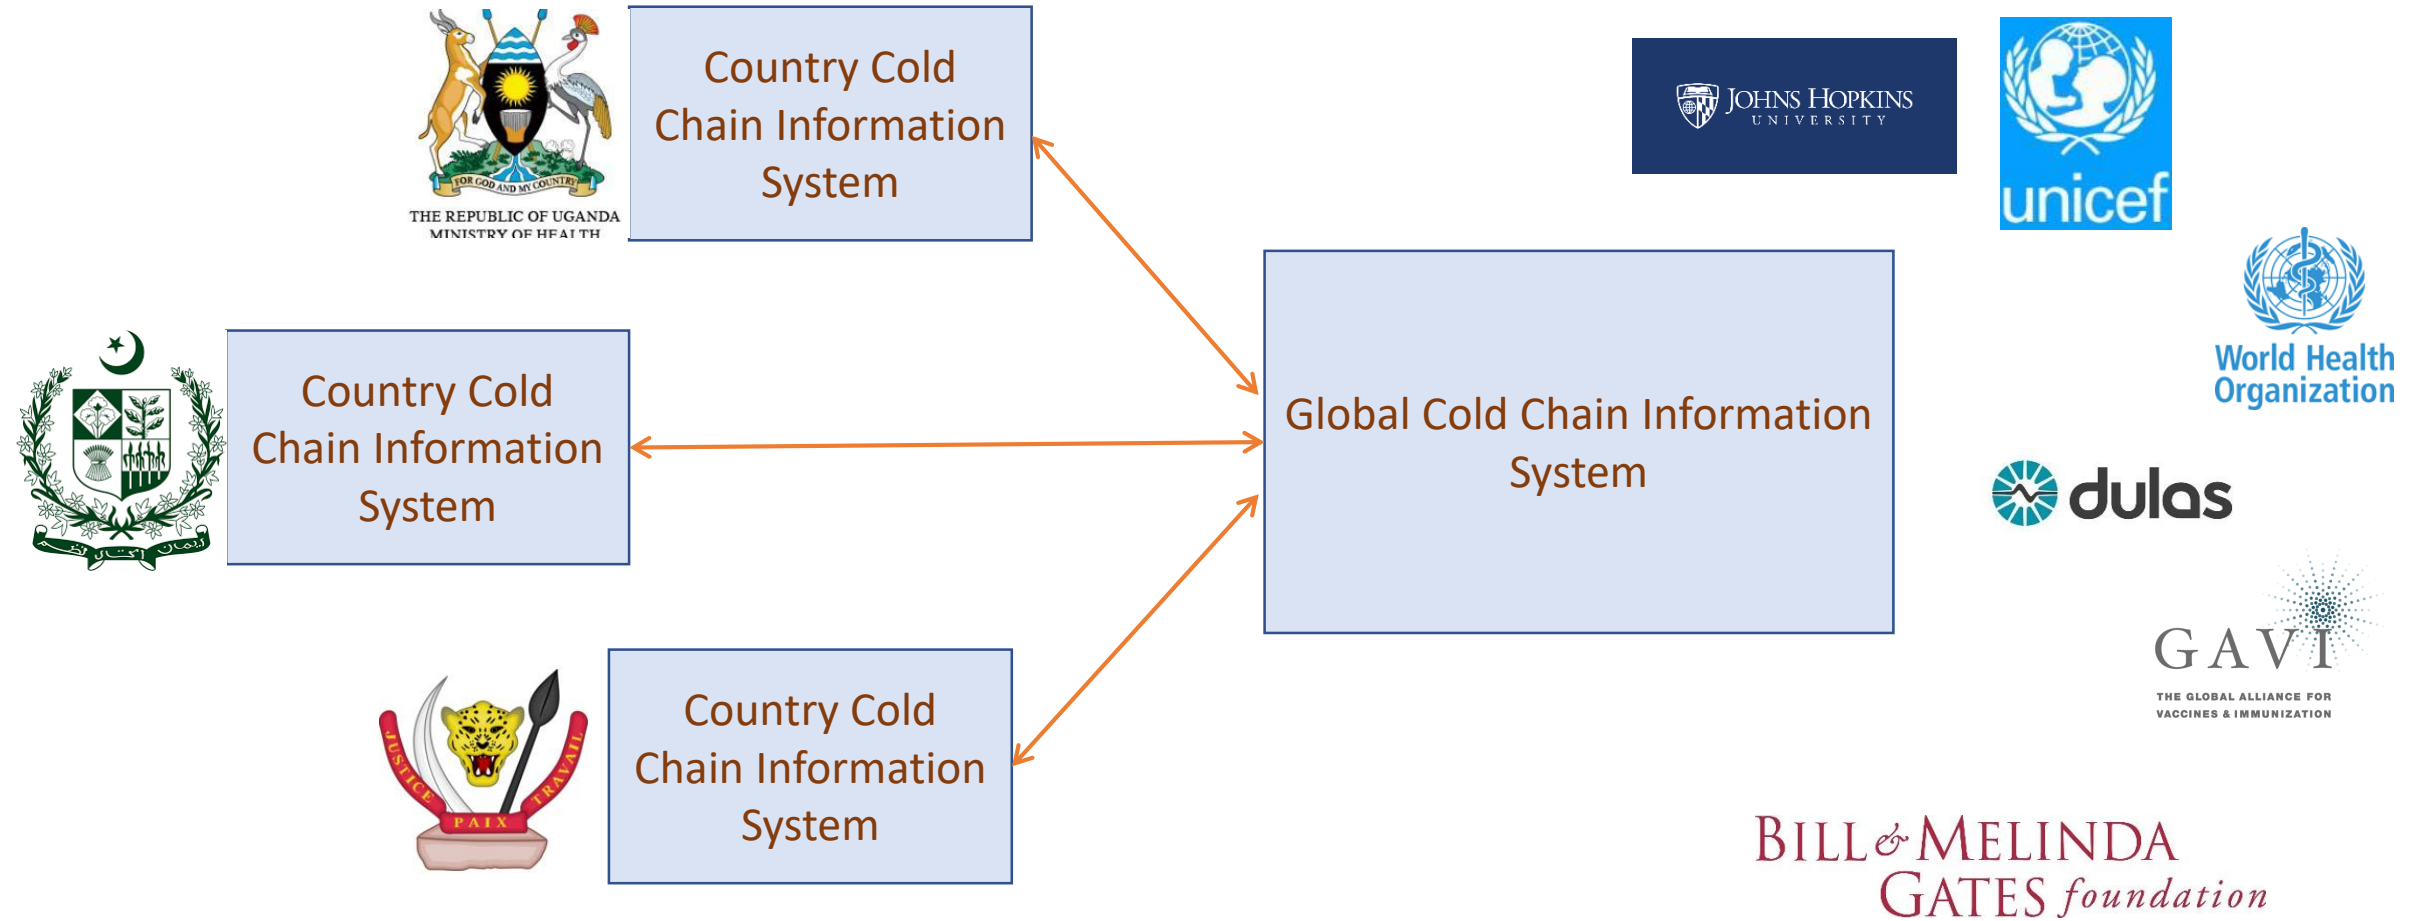 FOR GOD AND MY COUNTRY
THE REPUBLIC OF UGANDA
MINISTRY OF HEALTH
Country Cold
Chain Information
System
JOHNS HOPKINS
UNIVERSITY
unicef
World Health
Organization
Country Cold
Chain Information
System
Global Cold Chain Information
System
dulas
GAVI
THE GLOBAL ALLIANCE FOR
VACCINES & IMMUNIZATION
JUSTICE
PAIX
TRAVAIL
Country Cold
Chain Information
System
BILL & MELINDA
GATES foundation